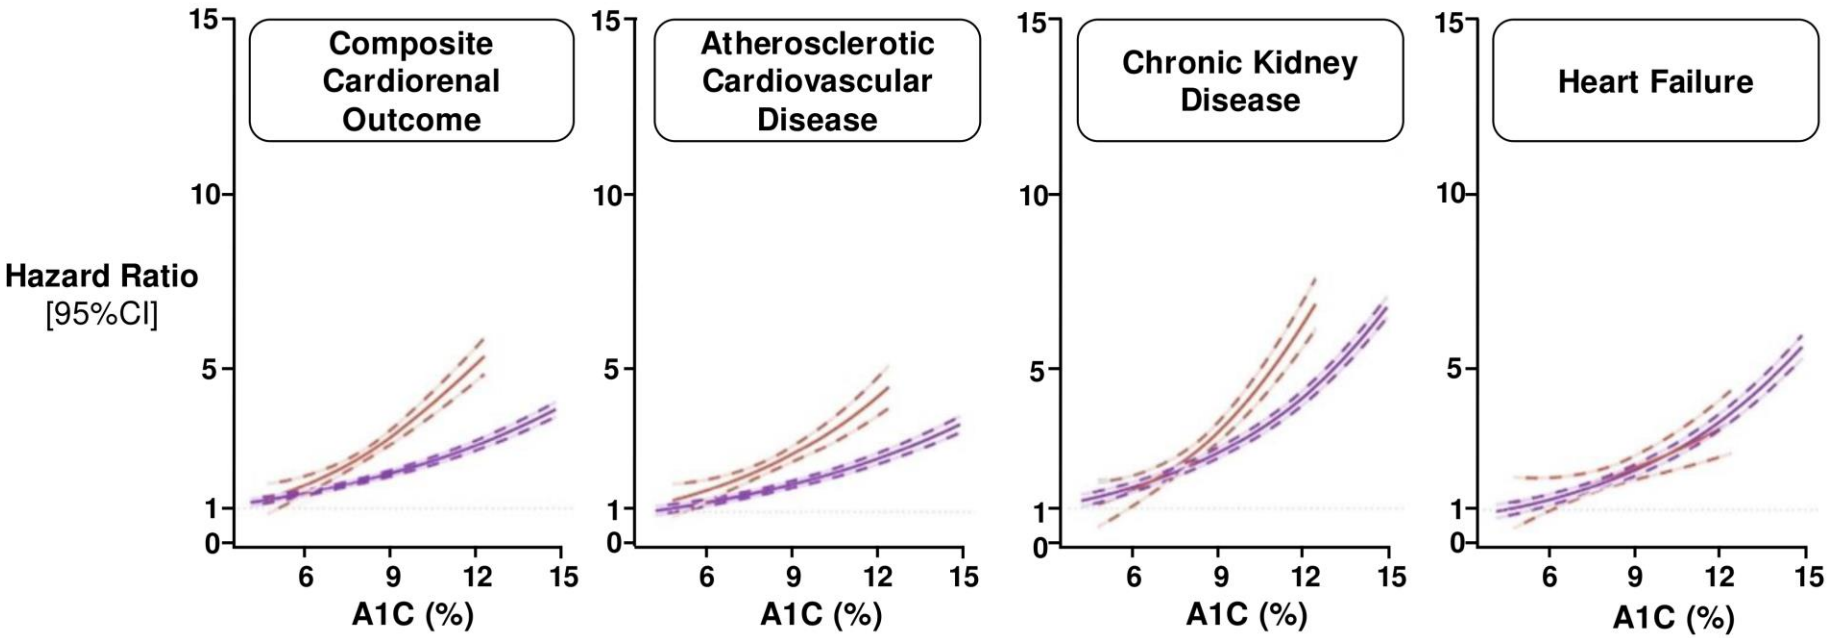 Hazard Ratio
[95%CI]
Composite
Cardiorenal
Outcome
15
10
5
1
0
6 9 12 15
A1C (%)
Atherosclerotic
Cardiovascular
Disease
15
10
5
1
0
6 9 12 15
A1C (%)
Chronic Kidney
Disease
15
10
5
1
0
6 9 12 15
A1C (%)
Heart Failure
15
10
5
1
0
6 9 12 15
A1C (%)